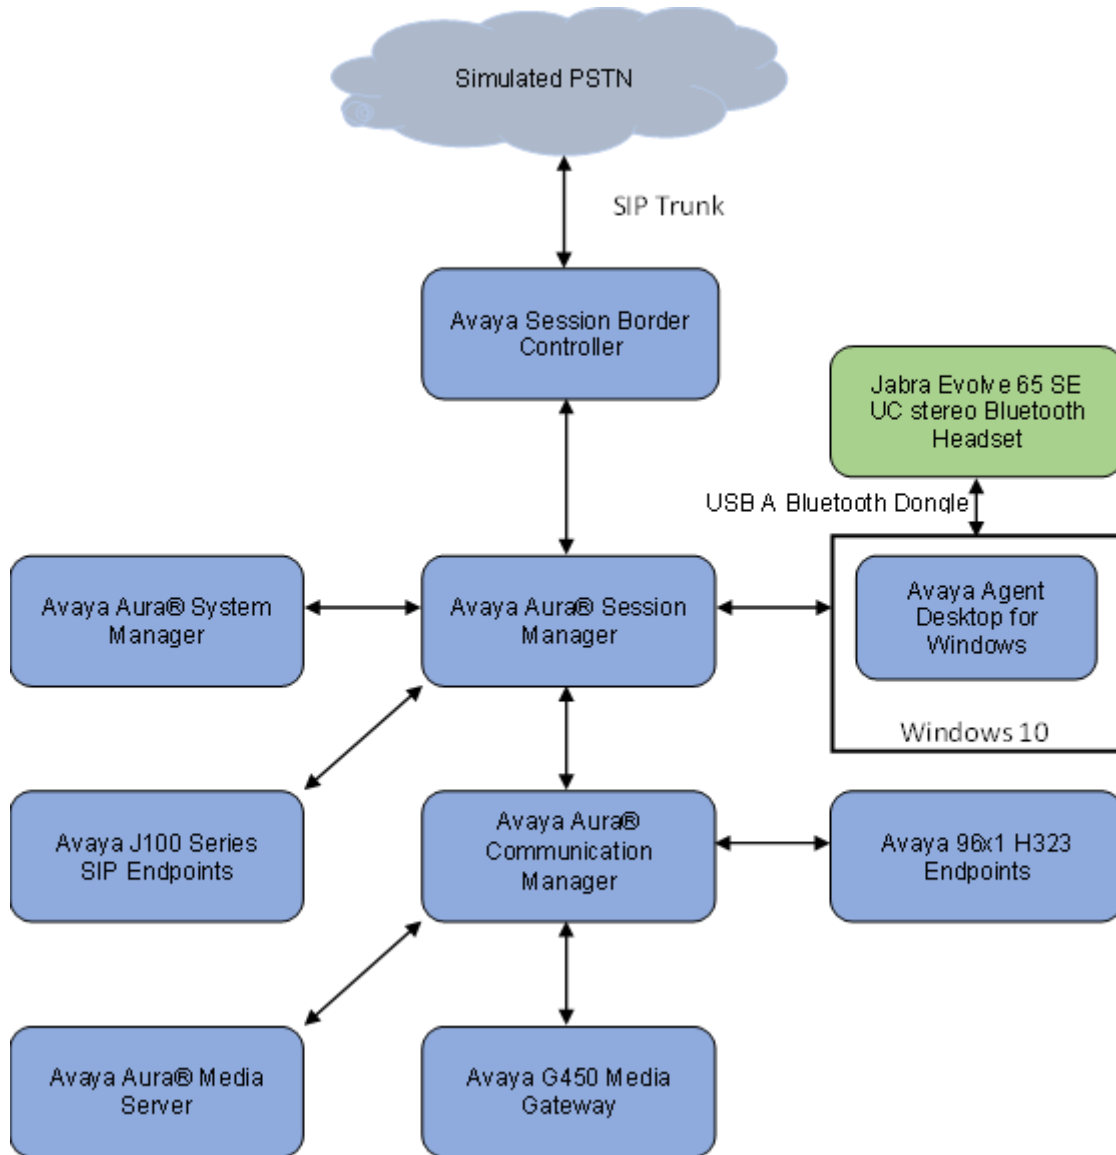 Simulated PSTN
SIP Trunk
Avaya Session Border
Controller
Jabra Evolve 65 SE
UC stereo Bluetooth
Headset
USB A Bluetooth Dongle
Avaya Aura® System
Manager
Avaya Aura® Session
Manager
Avaya Agent
Desktop for
Windows
Windows 10
Avaya J100 Series
SIP Endpoints
Avaya Aura®
Communication
Manager
Avaya 96x1 H323
Endpoints
Avaya Aura® Media
Server
Avaya G450 Media
Gateway